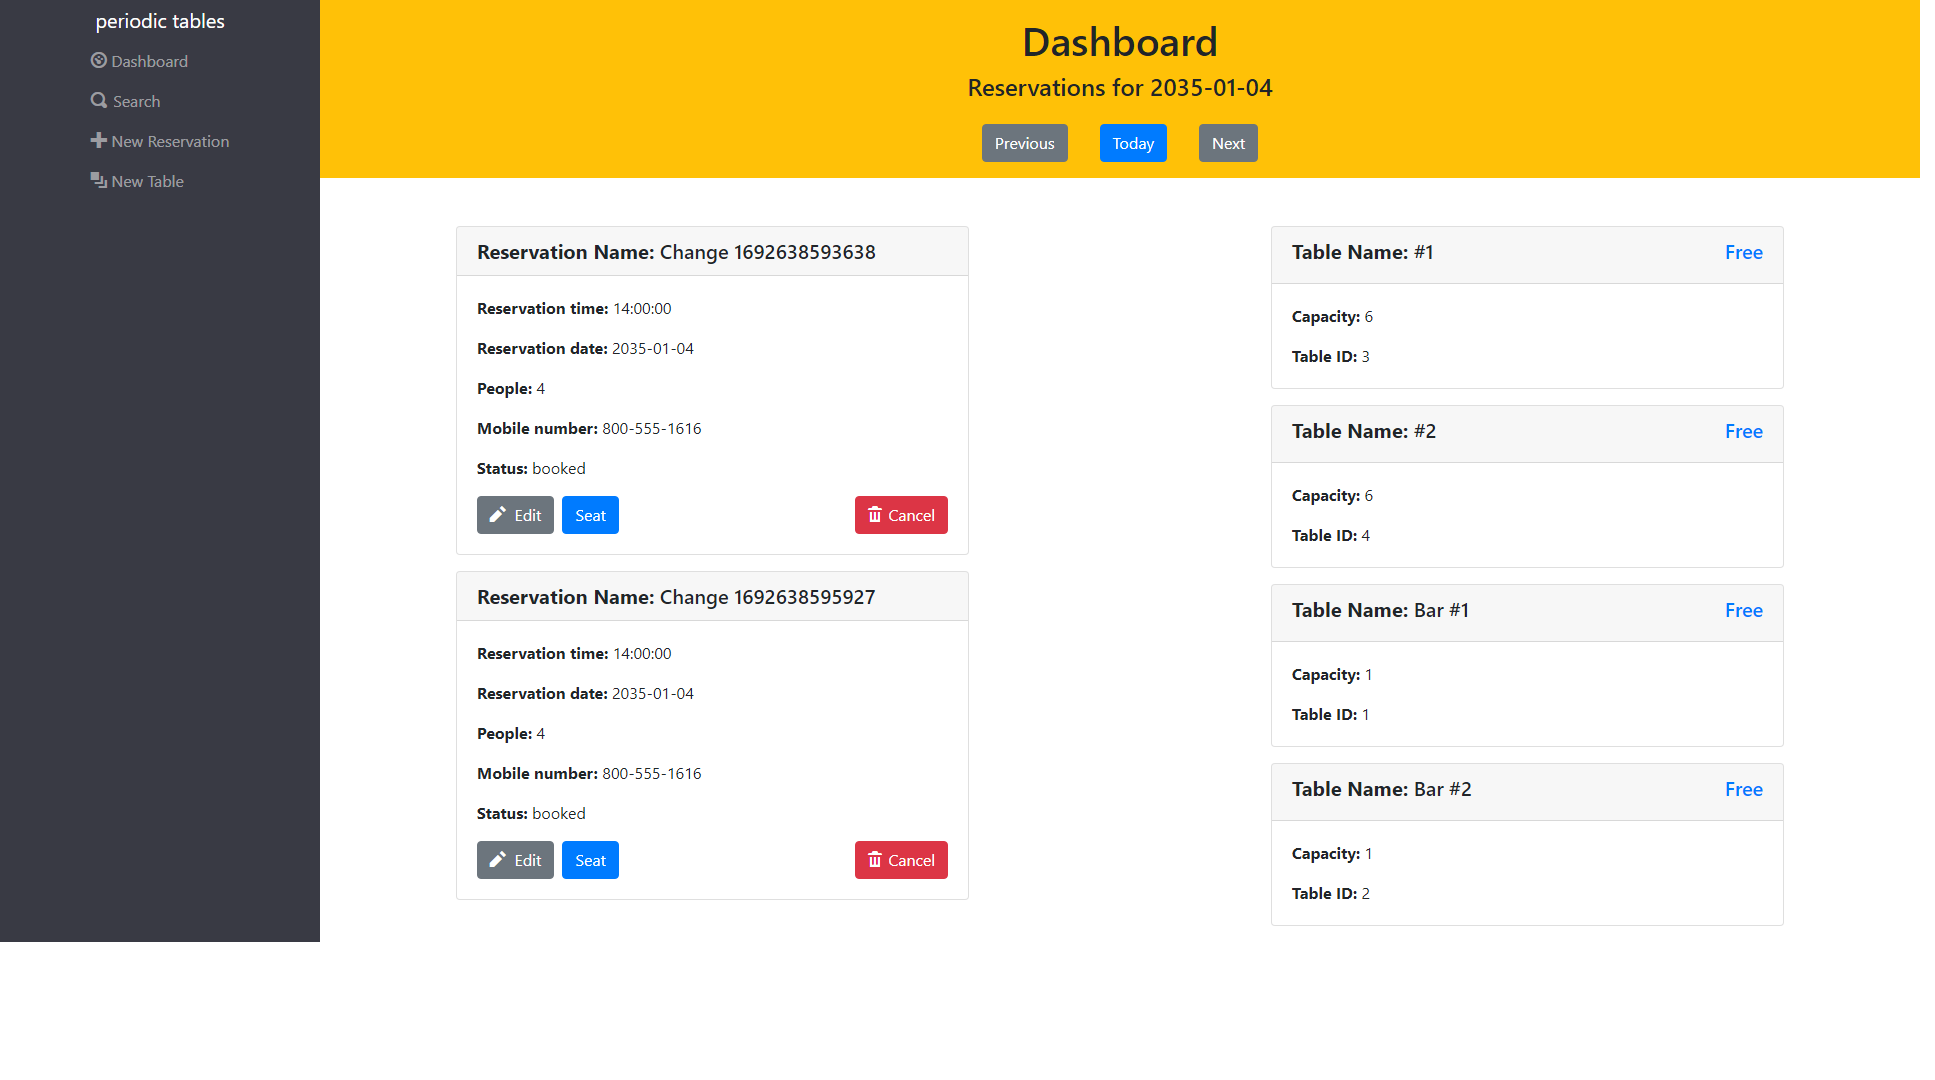 periodic tables
Dashboard
Search
New Reservation
New Table
Dashboard
Reservations for 2035-01-04
Previous Today Next
Reservation Name: Change 1692638593638
Reservation time: 14:00:00
Reservation date: 2035-01-04
People: 4
Mobile number: 800-555-1616
Status: booked
Edit Seat Cancel
Reservation Name: Change 1692638595927
Reservation time: 14:00:00
Reservation date: 2035-01-04
People: 4
Mobile number: 800-555-1616
Status: booked
Edit Seat Cancel
Table Name: #1 Free
Capacity: 6
Table ID: 3
Table Name: #2 Free
Capacity: 6
Table ID: 4
Table Name: Bar #1 Free
Capacity: 1
Table ID: 1
Table Name: Bar #2 Free
Capacity: 1
Table ID: 2